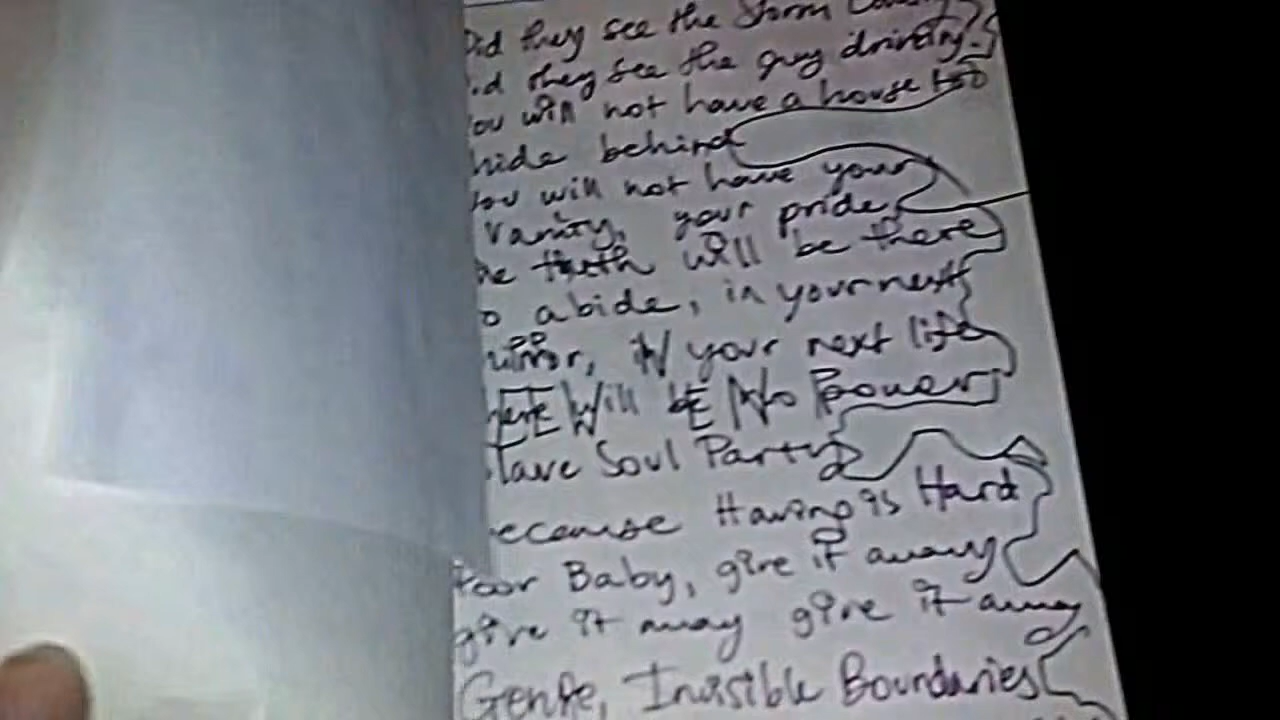 Did they see the Storm
they see the guy driving.
will not have a house to
hide behind
You will not have your
Vanity, your pride,
the truth will be there
to abide, in your next
mirror, iN your next life
HerE Will bE No Power
Slave Soul Party
Because Having is Hard
Poor Baby, give it away
give it away give it away
Gentle, Invisible Boundaries